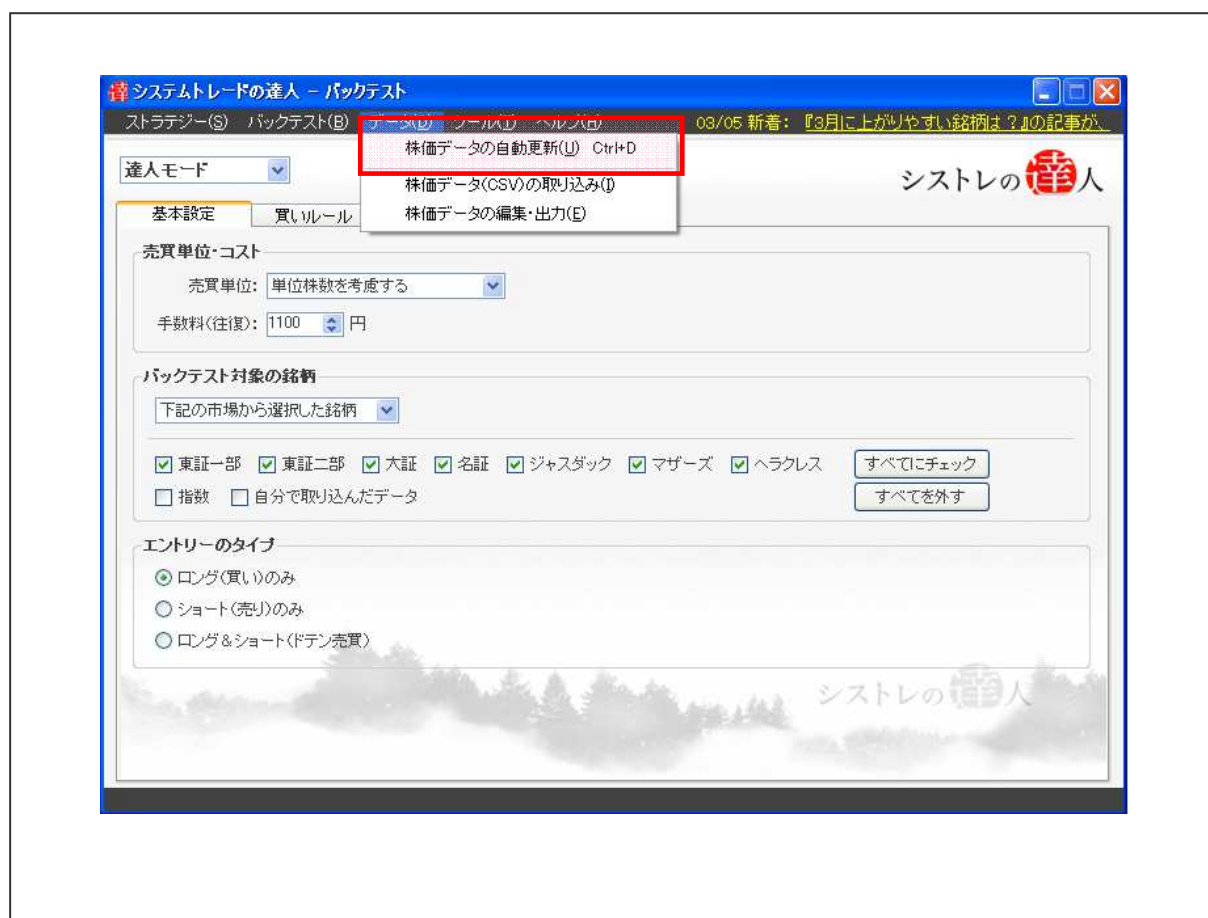 システムトレードの達人 - バックテスト
ストラテジー(S) バックテスト(B) データ(D) ツール(T) ヘルプ(H) 03/05 新着: 『3月に上がりやすい銘柄は?』の記事が、
株価データの自動更新(U) Ctrl+D
達人モード
株価データ(CSV)の取り込み(I)
シストレの達人
基本設定 買いルール
株価データの編集・出力(E)
売買単位・コスト
売買単位: 単位株数を考慮する
手数料(往復): 1100 円
バックテスト対象の銘柄
下記の市場から選択した銘柄
東証一部 東証二部 大証 名証 ジャスダック マザーズ ヘラクレス すべてにチェック
指数 自分で取り込んだデータ すべてを外す
エントリーのタイプ
ロング(買い)のみ
ショート(売り)のみ
ロング&ショート(ドテン売買)
シストレの達人